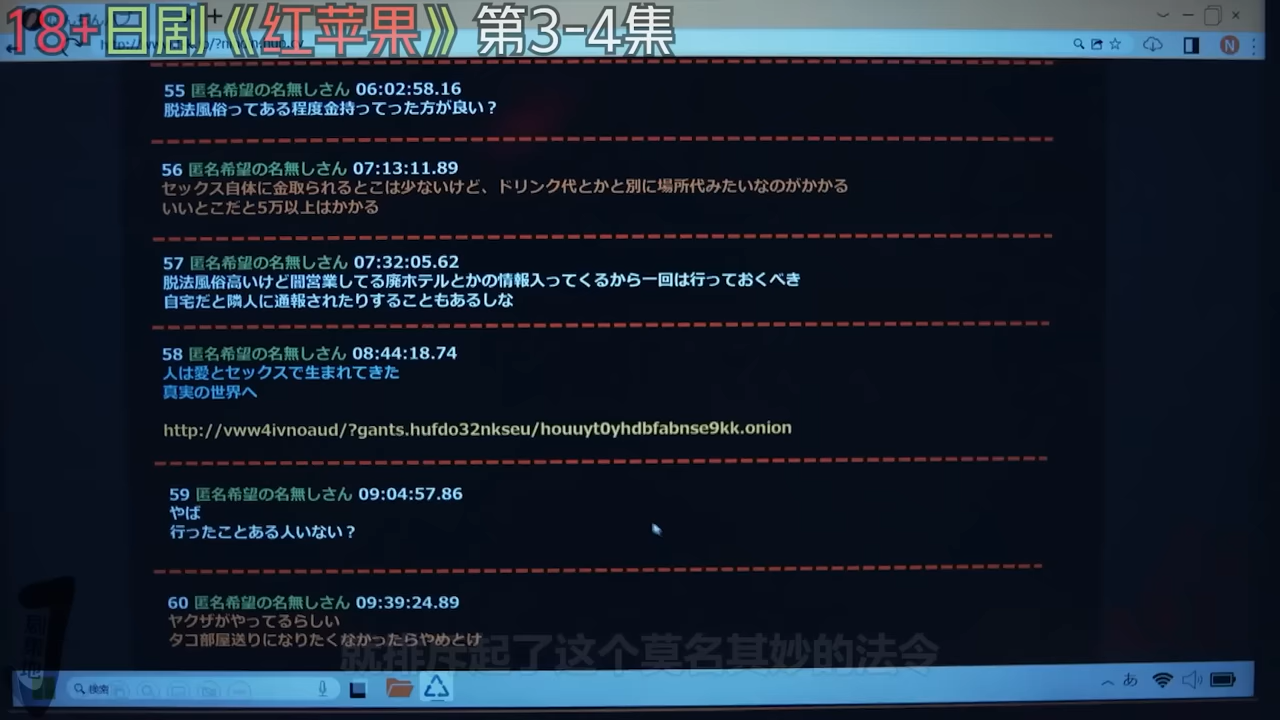 18+日剧《红苹果》第3-4集
55 匿名希望の名無しさん 06:02:58.16
脱法風俗ってある程度金持ってった方が良い？
56 匿名希望の名無しさん 07:13:11.89
セックス自体に金取られるとこは少ないけど、ドリンク代とかと別に場所代みたいなのがかかる
いいとこだと5万以上はかかる
57 匿名希望の名無しさん 07:32:05.62
脱法風俗高いけど闇営業してる廃ホテルとかの情報入ってくるから一回は行っておくべき
自宅だと隣人に通報されたりすることもあるしな
58 匿名希望の名無しさん 08:44:18.74
人は愛とセックスで生まれてきた
真実の世界へ
http://vww4ivnoaud/?gants.hufdo32nkseu/houuyt0yhdbfabnse9kk.onion
59 匿名希望の名無しさん 09:04:57.86
やば
行ったことある人いない？
60 匿名希望の名無しさん 09:39:24.89
ヤクザがやってるらしい
タコ部屋送りになりたくなかったらやめとけ
就排斥起了这个莫名其妙的法令
検索
あ
N